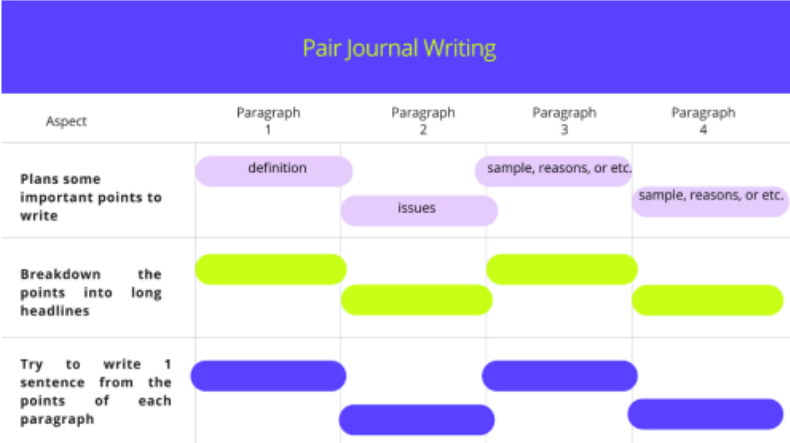 Pair Journal Writing
Aspect
Paragraph
1
Paragraph
2
Paragraph
3
Paragraph
4
Plans some
important points to
write
definition
issues
sample, reasons, or etc.
sample, reasons, or etc.
Breakdown the
points into long
headlines
Try to write 1
sentence from the
points of each
paragraph